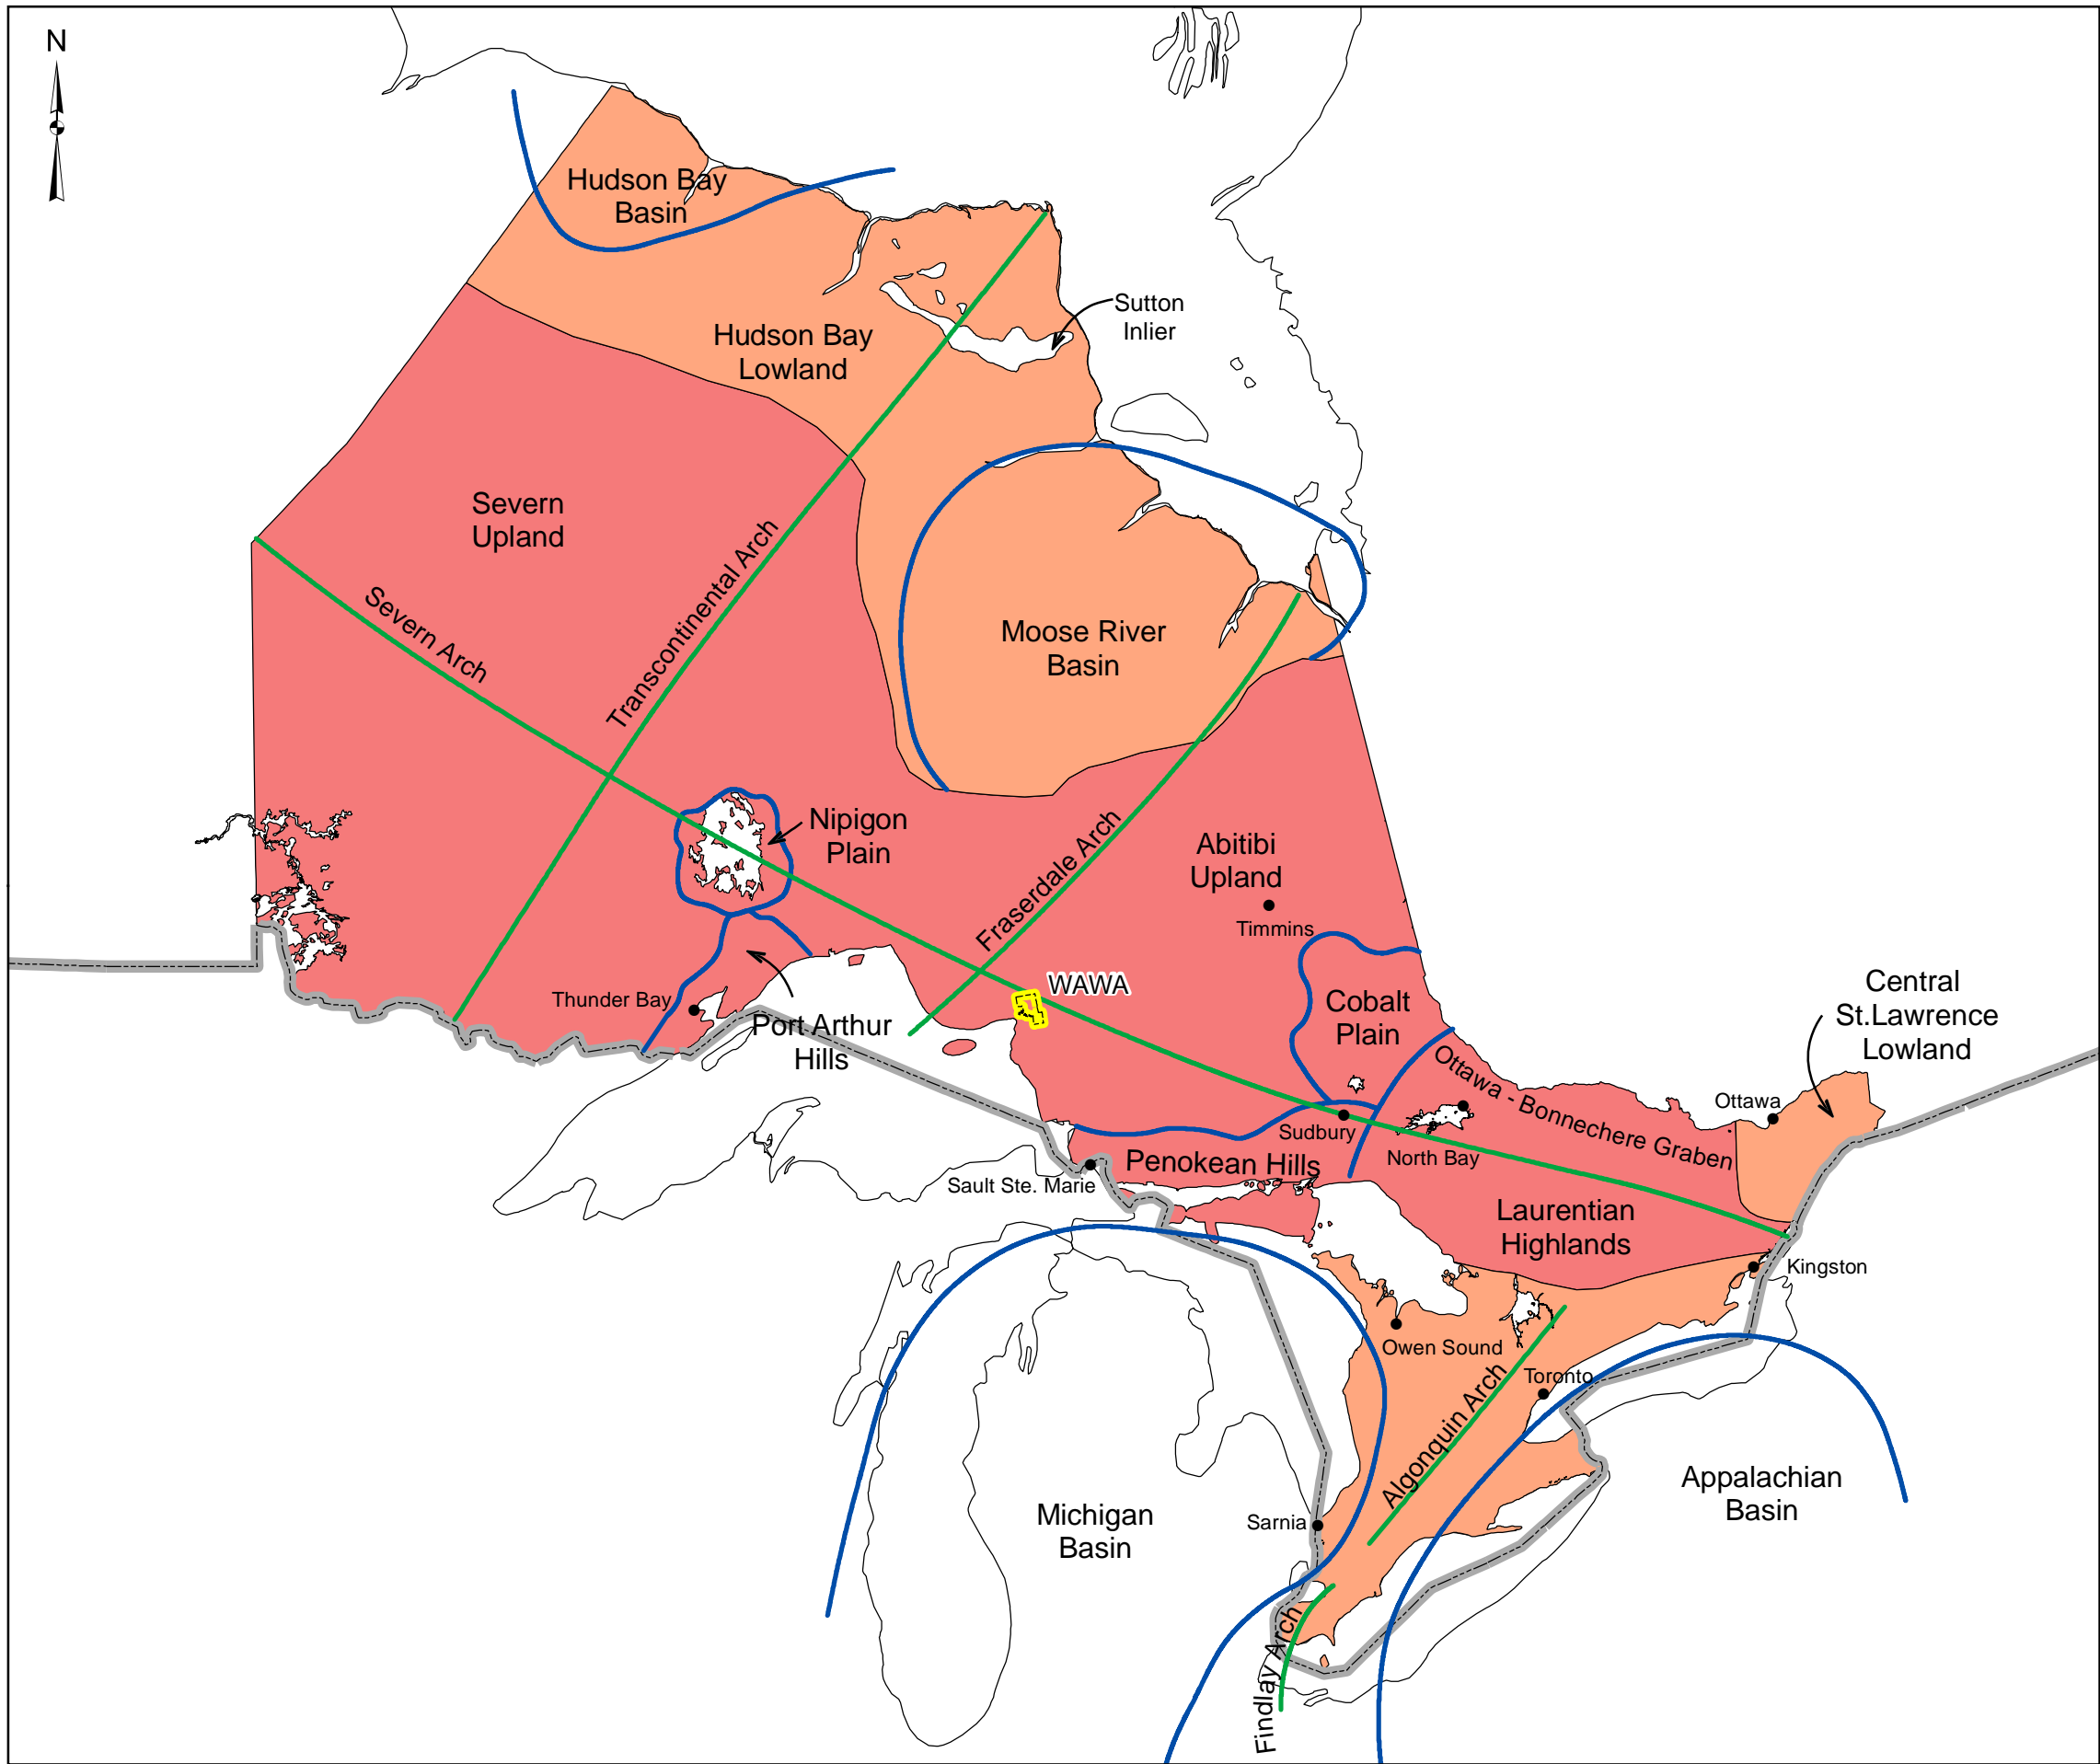 N
Hudson Bay
Basin
Sutton
Inlier
Hudson Bay
Lowland
Severn
Upland
Transcontinental Arch
Severn Arch
Moose River
Basin
Nipigon
Plain
Fraserdale Arch
Abitibi
Upland
Timmins
WAWA
Thunder Bay
Port Arthur
Hills
Cobalt
Plain
Central
St.Lawrence
Lowland
Ottawa - Bonnechere Graben
Ottawa
Sudbury
North Bay
Penokean Hills
Sault Ste. Marie
Laurentian
Highlands
Kingston
Owen Sound
Toronto
Algonquin Arch
Appalachian
Basin
Michigan
Basin
Sarnia
Findlay Arch